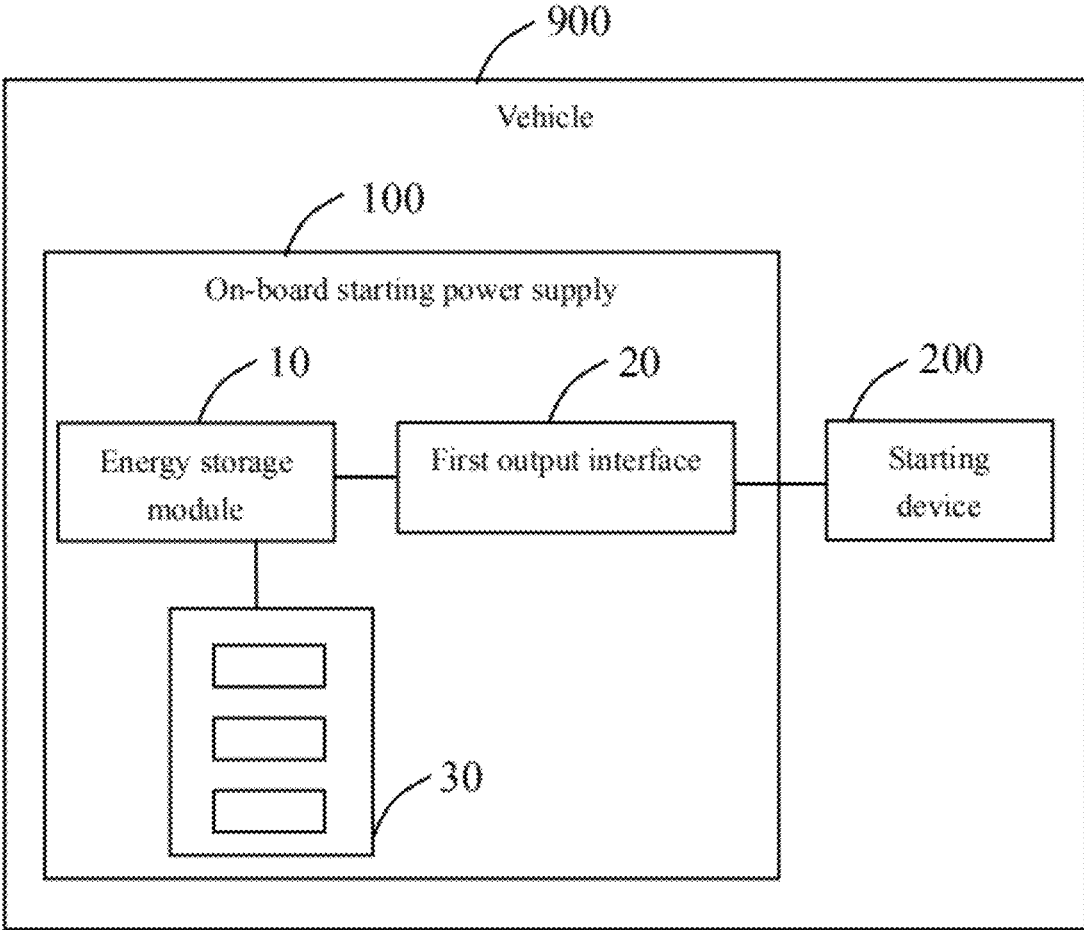 900
Vehicle
100
On-board starting power supply
10
20
200
Energy storage
module
First output interface
Starting
device
30